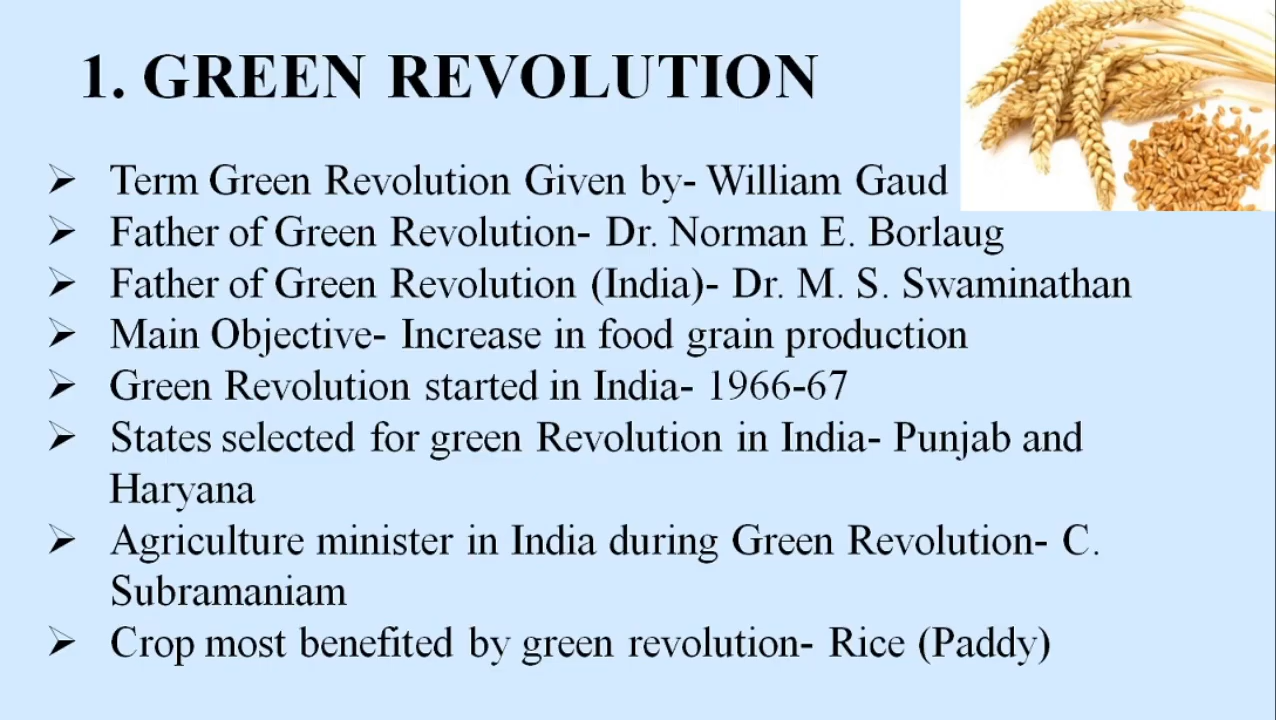 1. GREEN REVOLUTION
➢ Term Green Revolution Given by- William Gaud
➢ Father of Green Revolution- Dr. Norman E. Borlaug
➢ Father of Green Revolution (India)- Dr. M. S. Swaminathan
➢ Main Objective- Increase in food grain production
➢ Green Revolution started in India- 1966-67
➢ States selected for green Revolution in India- Punjab and
Haryana
➢ Agriculture minister in India during Green Revolution- C.
Subramaniam
➢ Crop most benefited by green revolution- Rice (Paddy)